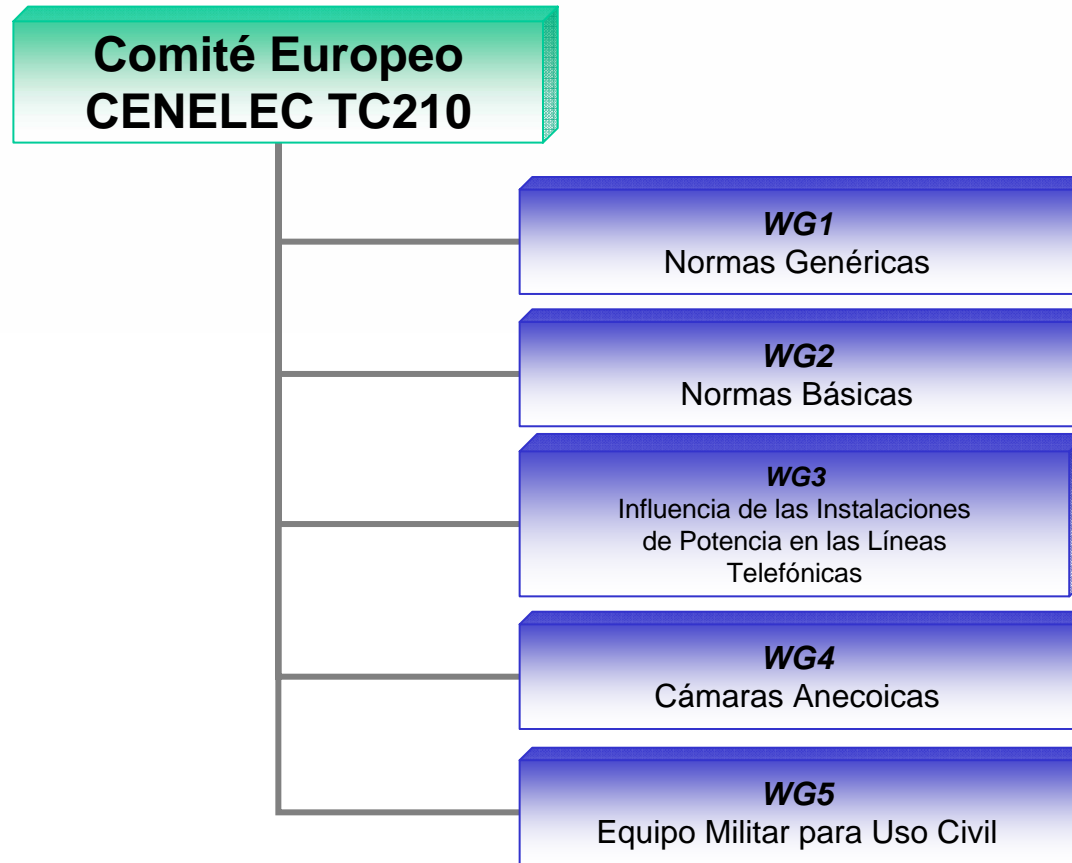 Comité Europeo
CENELEC TC210
WG1
Normas Genéricas
WG2
Normas Básicas
WG3
Influencia de las Instalaciones
de Potencia en las Líneas
Telefónicas
WG4
Cámaras Anecoicas
WG5
Equipo Militar para Uso Civil